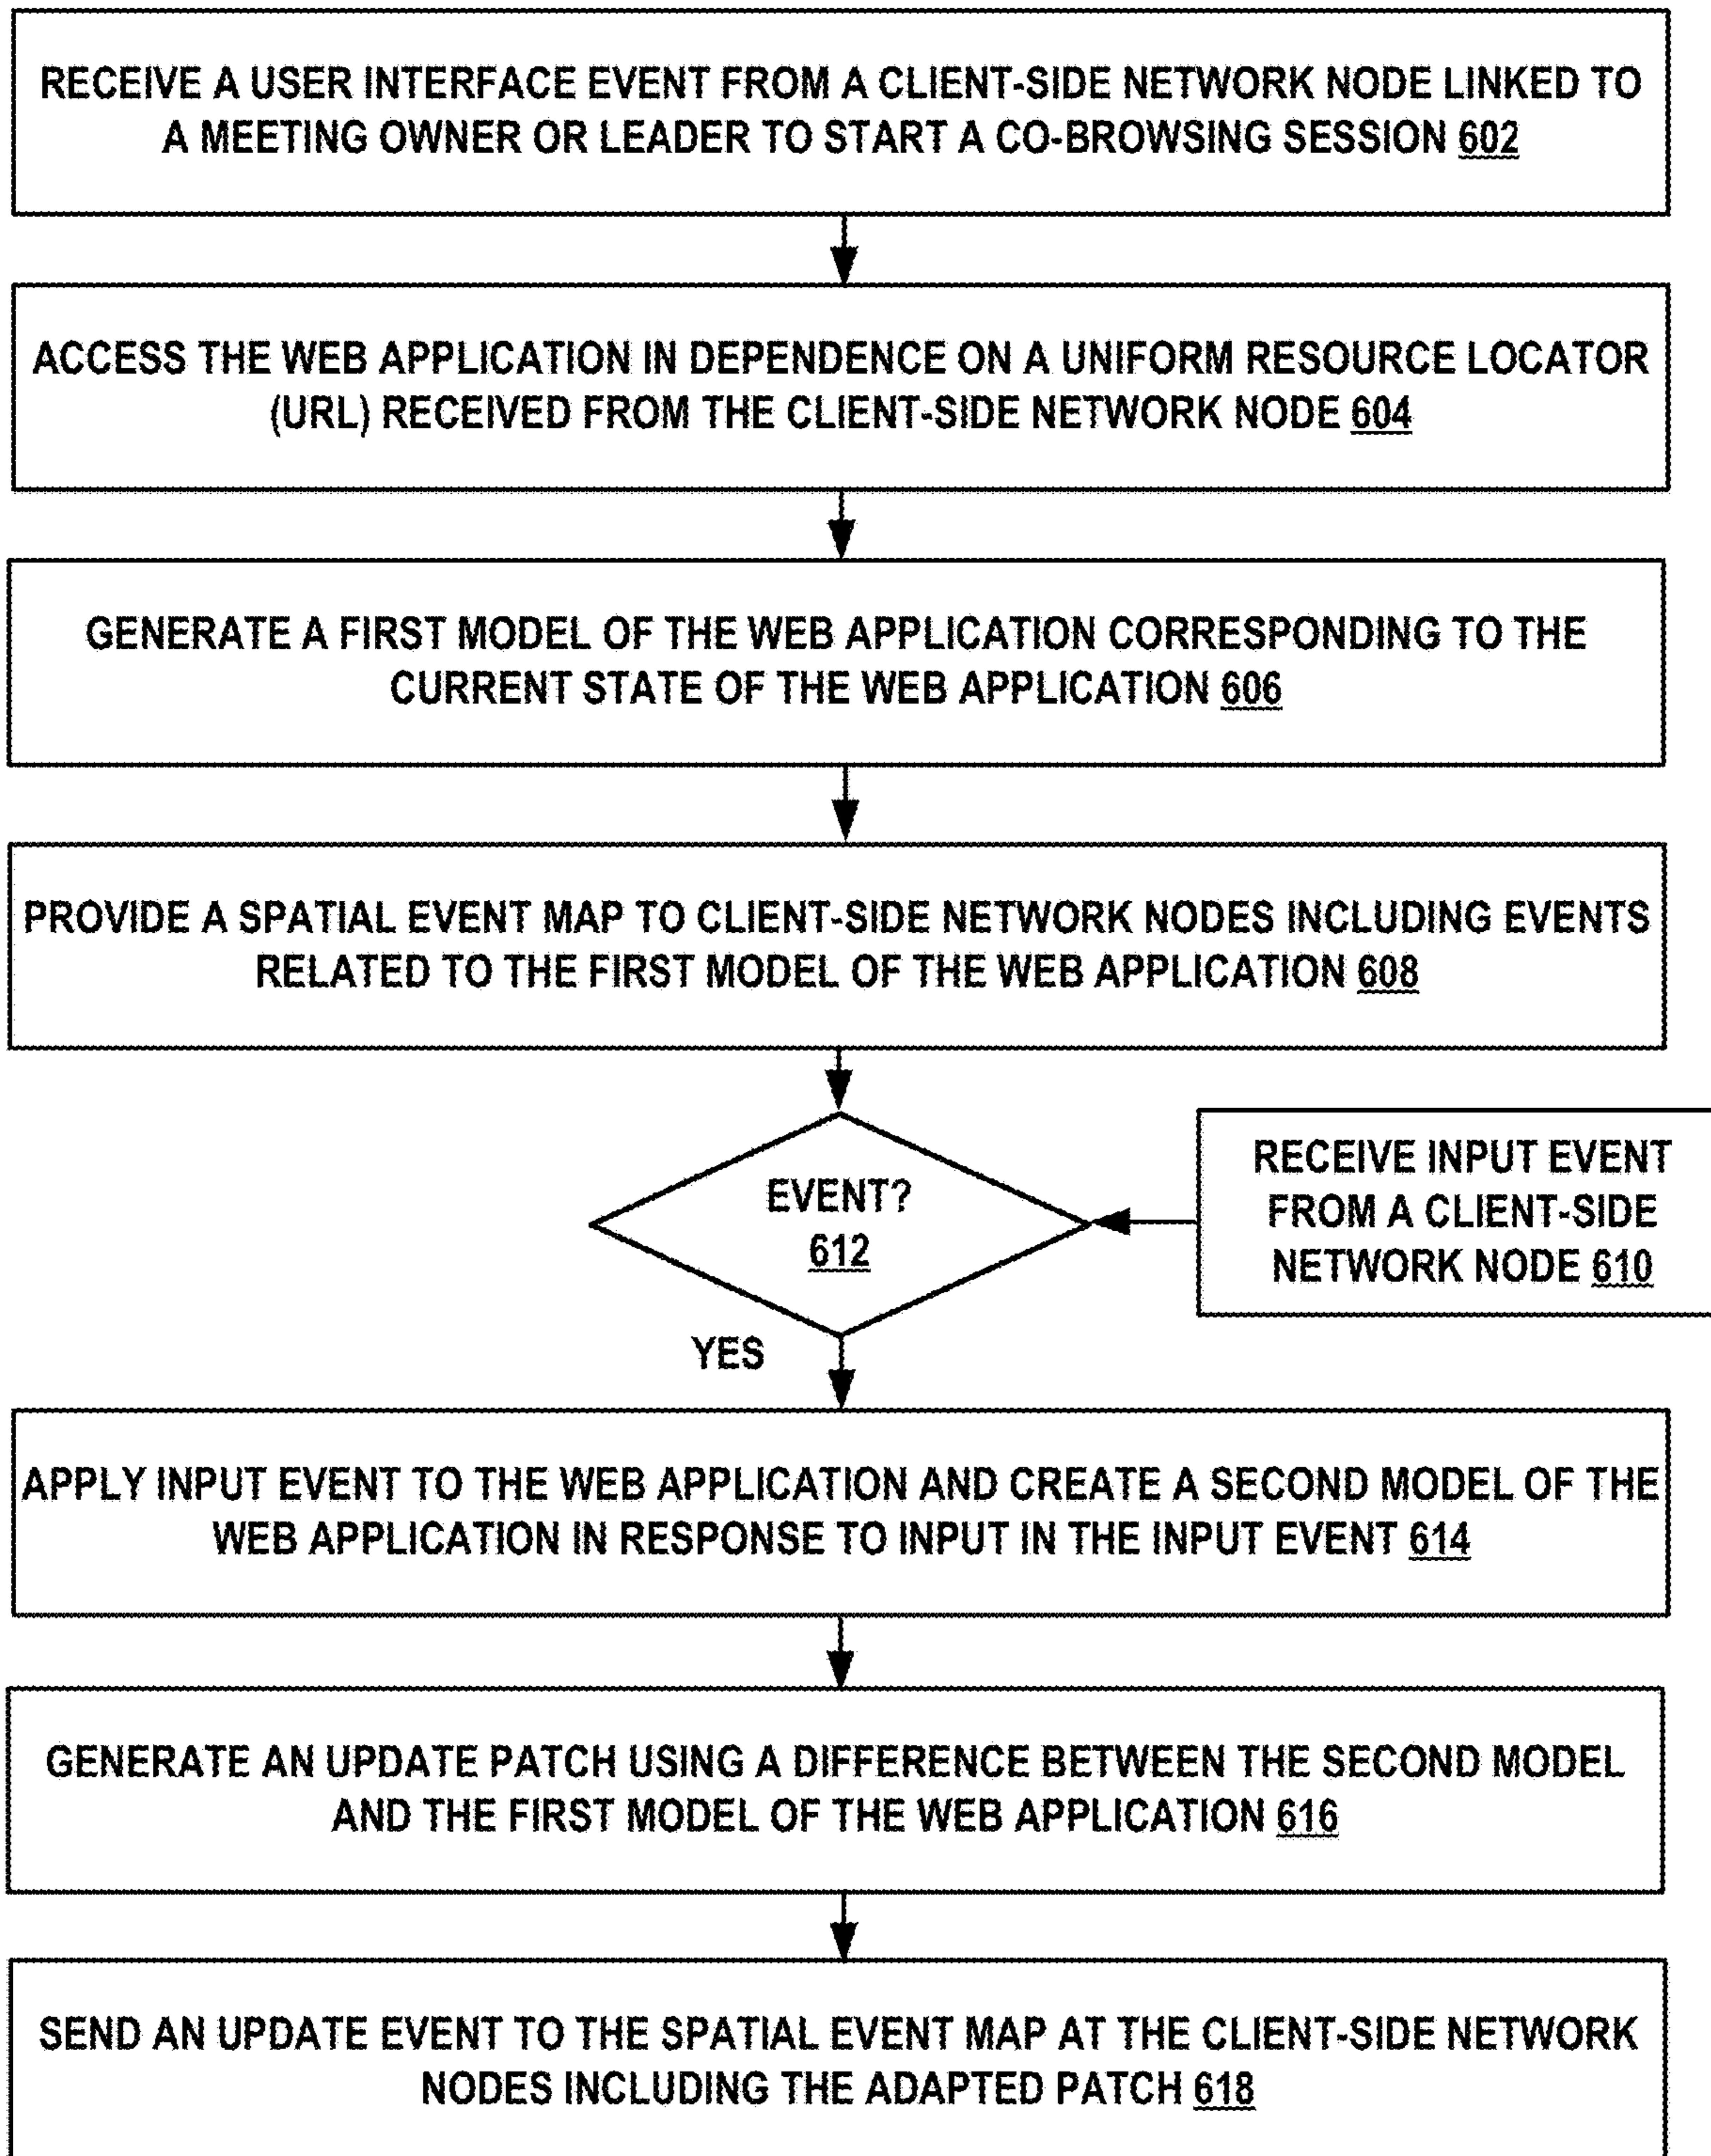 RECEIVE A USER INTERFACE EVENT FROM A CLIENT-SIDE NETWORK NODE LINKED TO
A MEETING OWNER OR LEADER TO START A CO-BROWSING SESSION 602
ACCESS THE WEB APPLICATION IN DEPENDENCE ON A UNIFORM RESOURCE LOCATOR
(URL) RECEIVED FROM THE CLIENT-SIDE NETWORK NODE 604
GENERATE A FIRST MODEL OF THE WEB APPLICATION CORRESPONDING TO THE
CURRENT STATE OF THE WEB APPLICATION 606
PROVIDE A SPATIAL EVENT MAP TO CLIENT-SIDE NETWORK NODES INCLUDING EVENTS
RELATED TO THE FIRST MODEL OF THE WEB APPLICATION 608
EVENT?
612
RECEIVE INPUT EVENT
FROM A CLIENT-SIDE
NETWORK NODE 610
YES
APPLY INPUT EVENT TO THE WEB APPLICATION AND CREATE A SECOND MODEL OF THE
WEB APPLICATION IN RESPONSE TO INPUT IN THE INPUT EVENT 614
GENERATE AN UPDATE PATCH USING A DIFFERENCE BETWEEN THE SECOND MODEL
AND THE FIRST MODEL OF THE WEB APPLICATION 616
SEND AN UPDATE EVENT TO THE SPATIAL EVENT MAP AT THE CLIENT-SIDE NETWORK
NODES INCLUDING THE ADAPTED PATCH 618